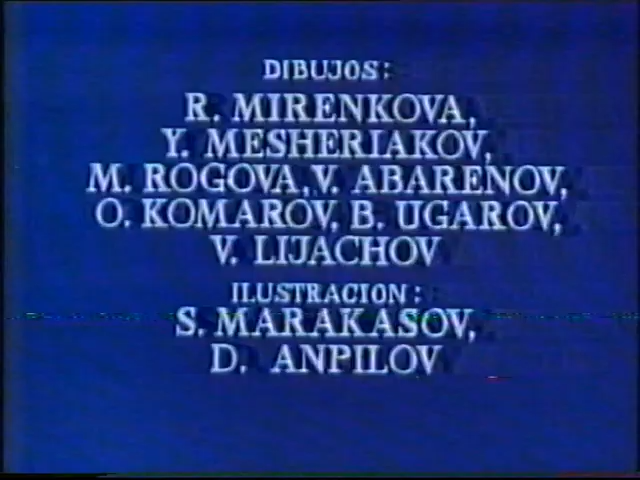 DIBUJOS:
R. MIRENKOVA,
Y. MESHERIAKOV,
M. ROGOVA, V. ABARENOV,
O. KOMAROV, B. UGAROV,
V. LIJACHOV
ILUSTRACION:
S. MARAKASOV,
D. ANPILOV